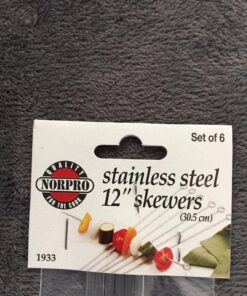 Set of 6
QUALITY
NORPRO
FOR THE COOK
stainless steel
12" skewers
(30.5 cm)
1933